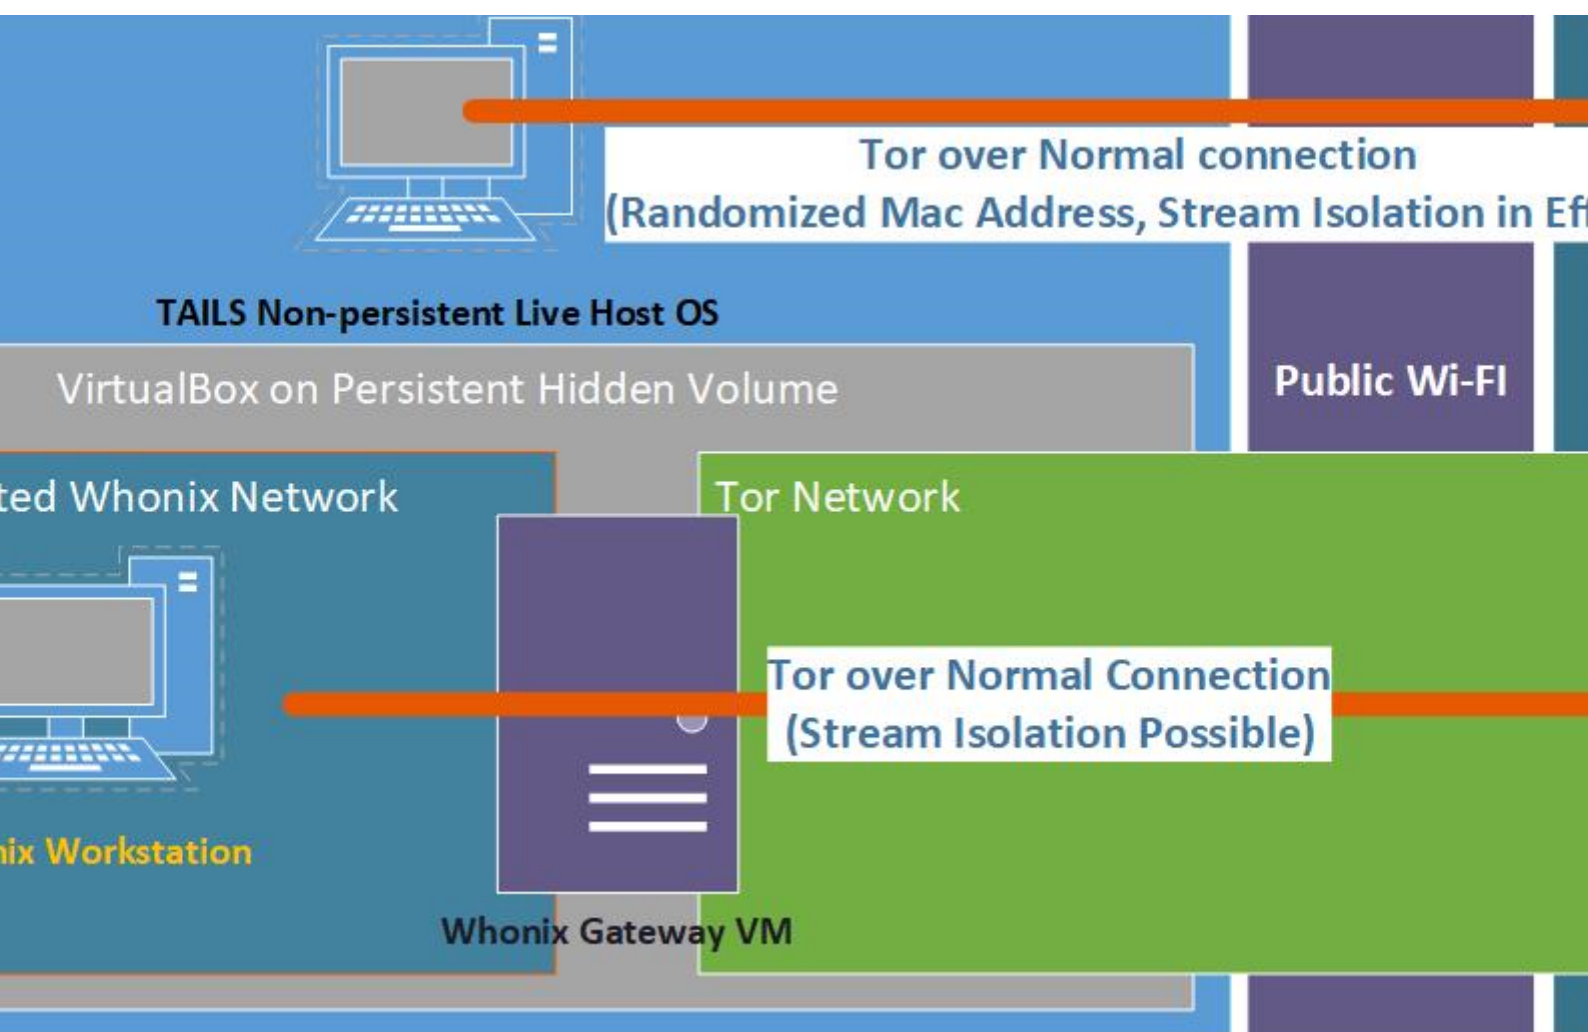 Tor over Normal connection
(Randomized Mac Address, Stream Isolation in Eff
TAILS Non-persistent Live Host OS
VirtualBox on Persistent Hidden Volume
Public Wi-FI
ted Whonix Network
Tor Network
Tor over Normal Connection
(Stream Isolation Possible)
nix Workstation
Whonix Gateway VM